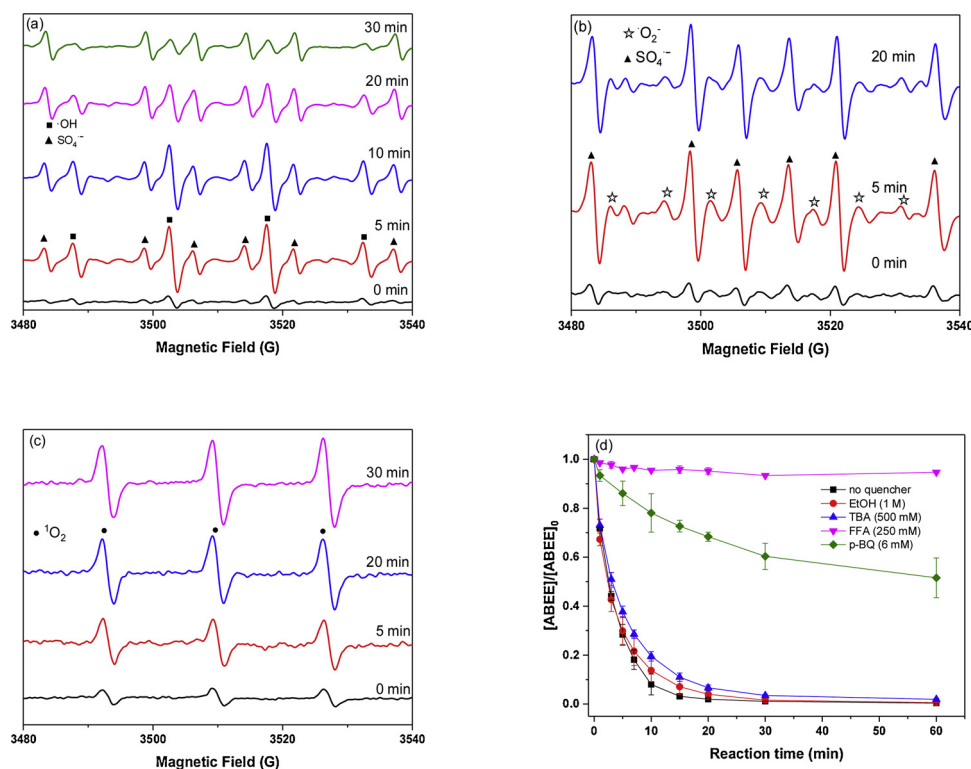 (a)
30 min
20 min
■ ·OH
▲ SO₄·⁻
10 min
5 min
0 min
3480 3500 3520 3540
Magnetic Field (G)
(b)
☆ ·O₂⁻
▲ SO₄·⁻
20 min
5 min
0 min
3480 3500 3520 3540
Magnetic Field (G)
(c)
30 min
● ¹O₂
20 min
5 min
0 min
3480 3500 3520 3540
Magnetic Field (G)
(d)
[ABEE]/[ABEE]₀
1.0
0.8
0.6
0.4
0.2
0.0
no quencher
EtOH (1 M)
TBA (500 mM)
FFA (250 mM)
p-BQ (6 mM)
0 10 20 30 40 50 60
Reaction time (min)